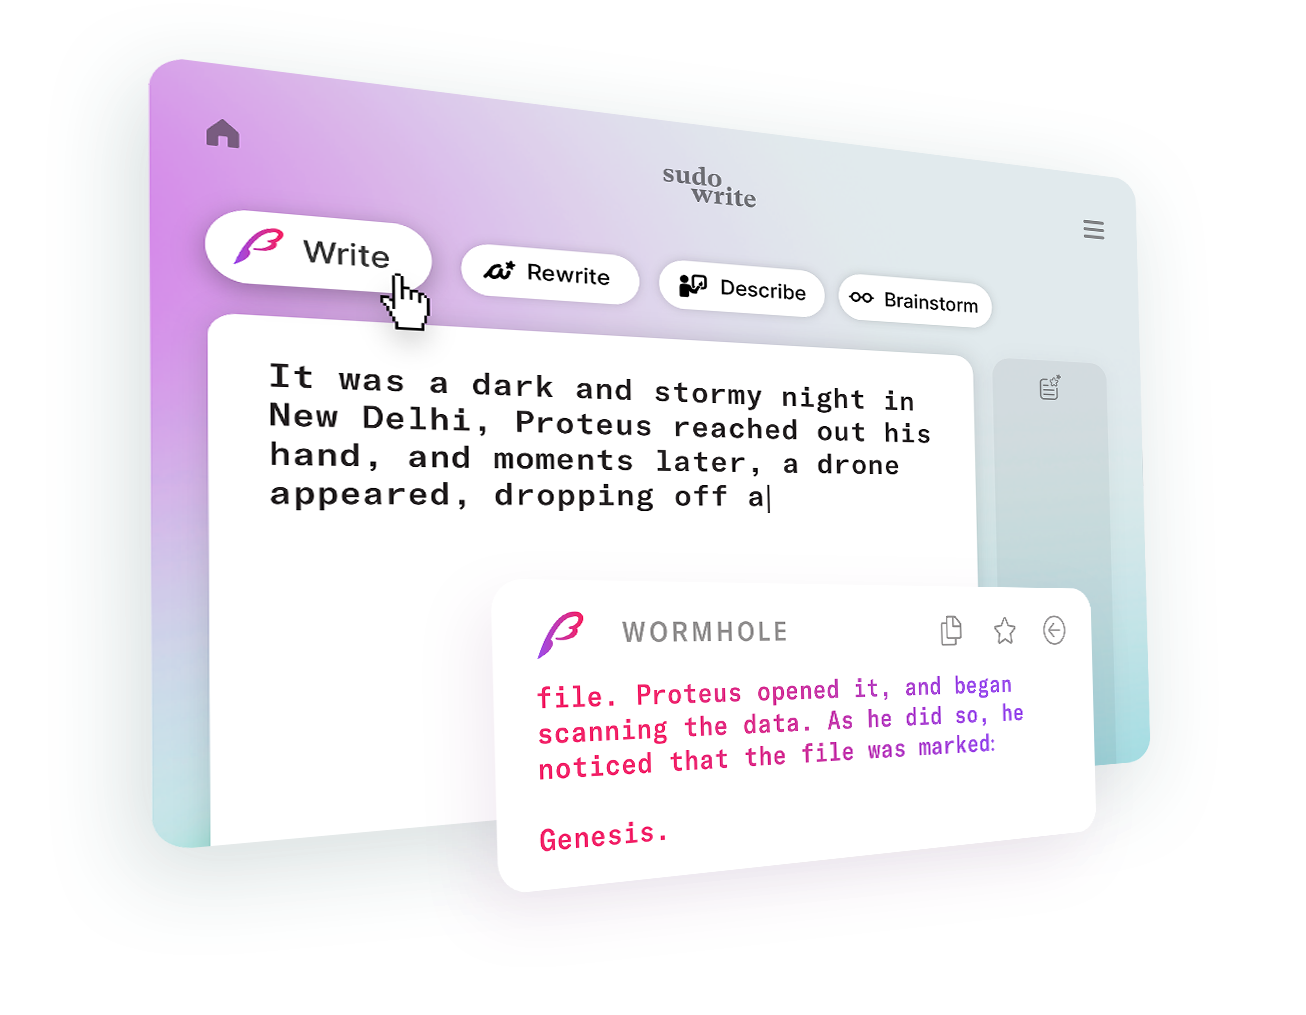 sudo
write
Write
Rewrite
Describe
Brainstorm
It was a dark and stormy night in
New Delhi, Proteus reached out his
hand, and moments later, a drone
appeared, dropping off a
WORMHOLE
file. Proteus opened it, and began
scanning the data. As he did so, he
noticed that the file was marked:
Genesis.